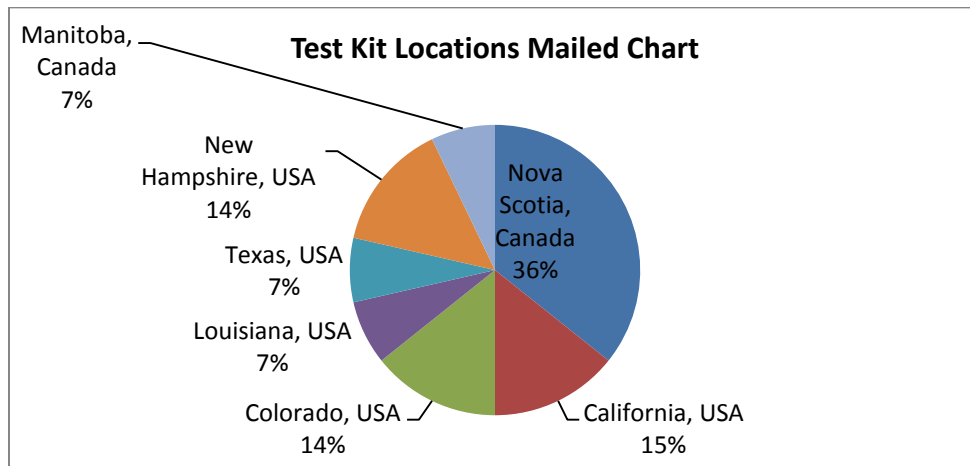 Test Kit Locations Mailed Chart
Manitoba,
Canada
7%
New
Hampshire, USA
14%
Texas, USA
7%
Louisiana, USA
7%
Colorado, USA
14%
California, USA
15%
Nova
Scotia,
Canada
36%